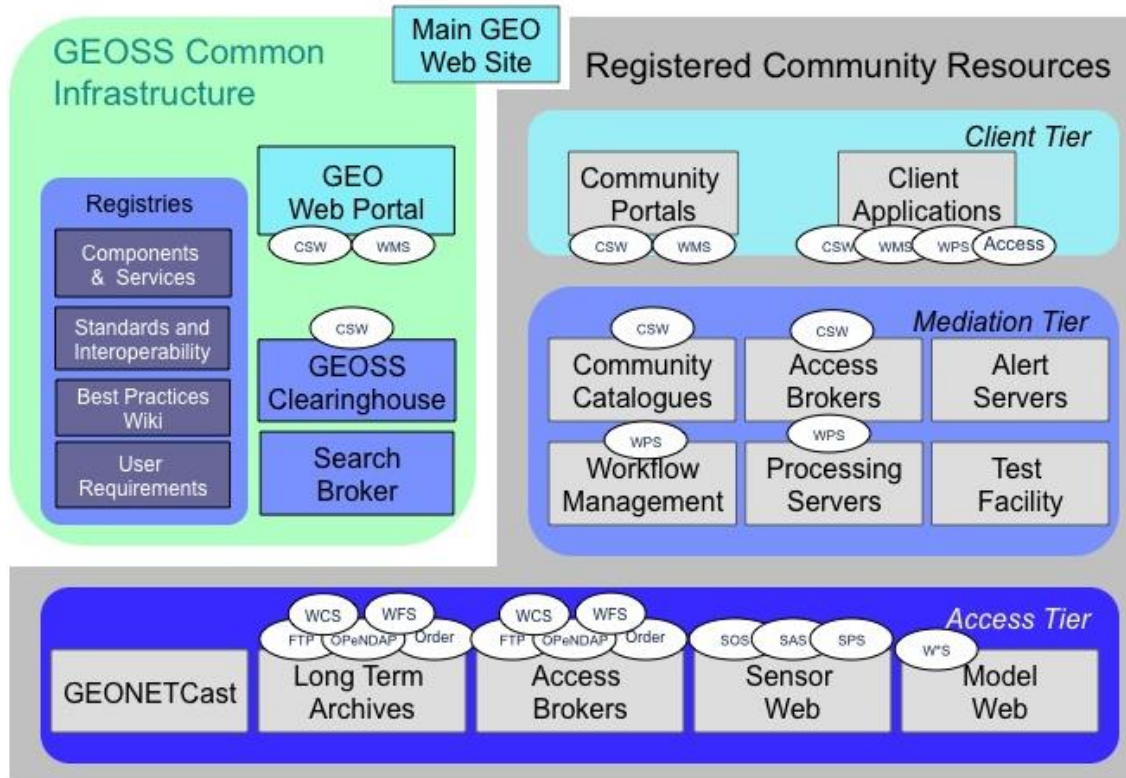 GEOSS Common
Infrastructure
Main GEO
Web Site
Registered Community Resources
Registries
Components
& Services
Standards and
Interoperability
Best Practices
Wiki
User
Requirements
GEO
Web Portal
CSW
WMS
CSW
GEOSS
Clearinghouse
Search
Broker
Client Tier
Community
Portals
CSW
WMS
Client
Applications
CSW
WMS
WPS
Access
Mediation Tier
CSW
Community
Catalogues
CSW
Access
Brokers
Alert
Servers
WPS
Workflow
Management
WPS
Processing
Servers
Test
Facility
Access Tier
GEONETCast
WCS
WFS
FTP
OPeNDAP
Order
Long Term
Archives
WCS
WFS
FTP
OPeNDAP
Order
Access
Brokers
SOS
SAS
SPS
Sensor
Web
W*S
Model
Web